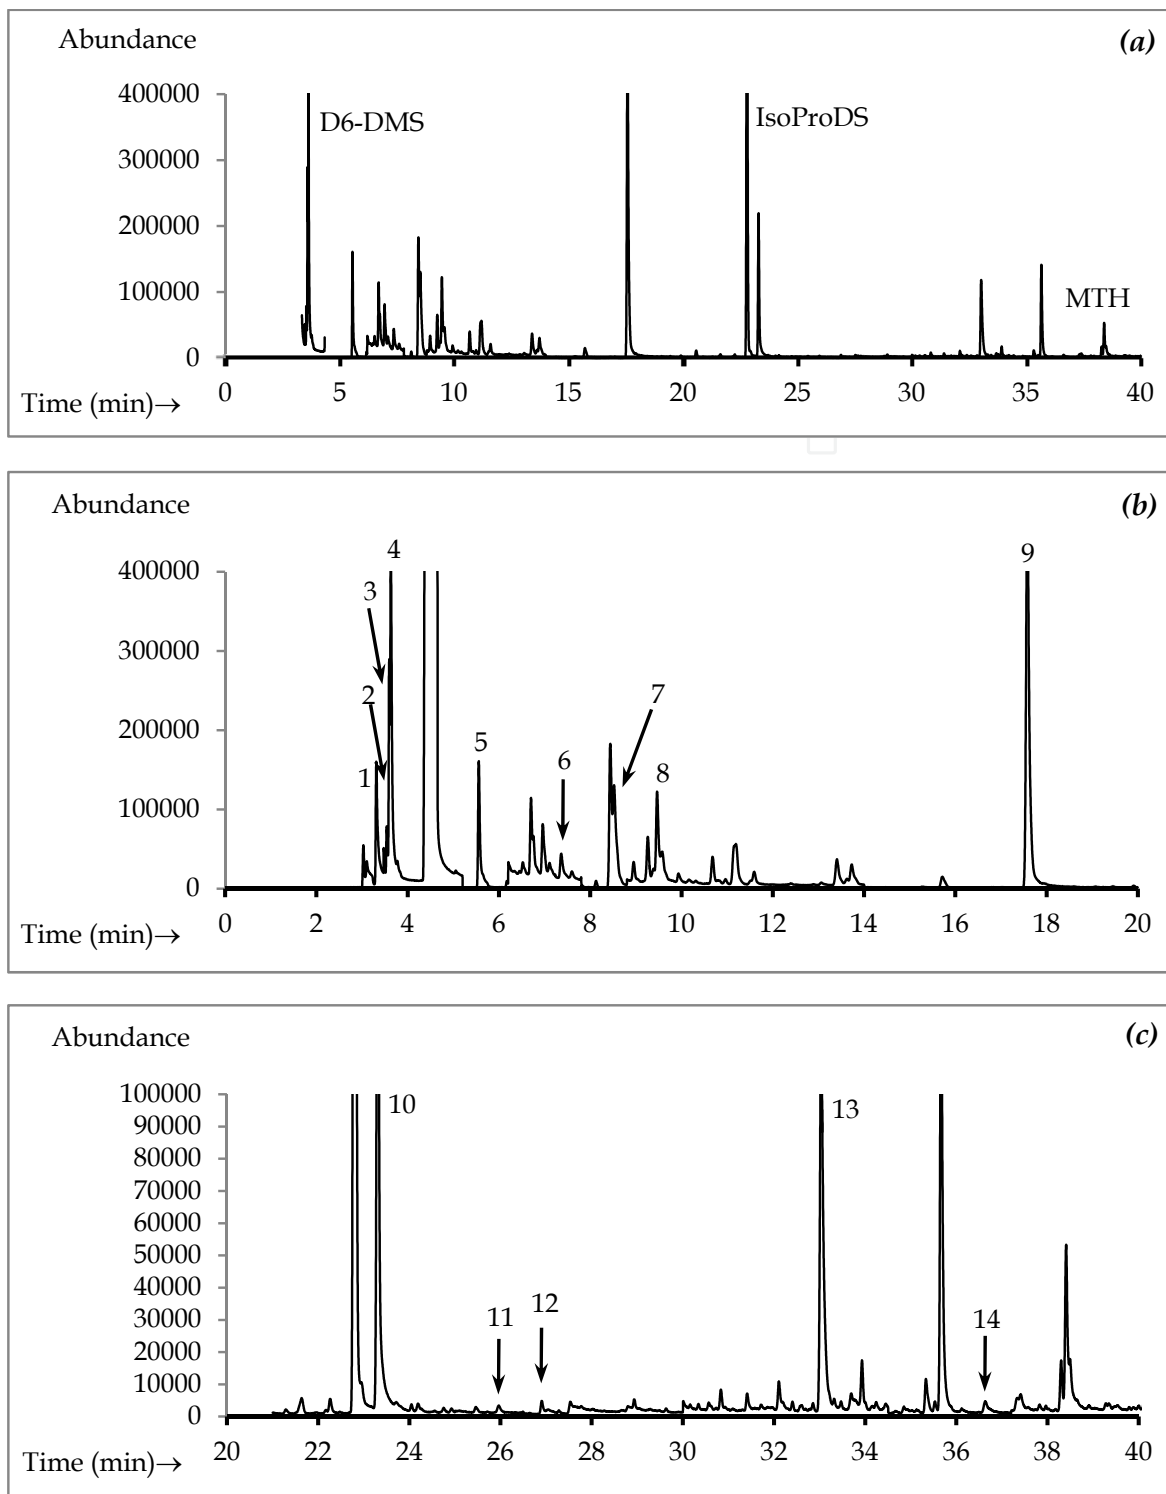 Abundance
(a)
400000
D6-DMS
IsoProDS
300000
200000
100000
MTH
0
0 5 10 15 20 25 30 35 40
Time (min)→
Abundance
(b)
4
9
400000
3
300000
2
7
200000
1
5
6
8
100000
0
0 2 4 6 8 10 12 14 16 18 20
Time (min)→
Abundance
(c)
100000
10
13
90000
80000
70000
60000
50000
40000
11
12
14
30000
20000
10000
0
20 22 24 26 28 30 32 34 36 38 40
Time (min)→